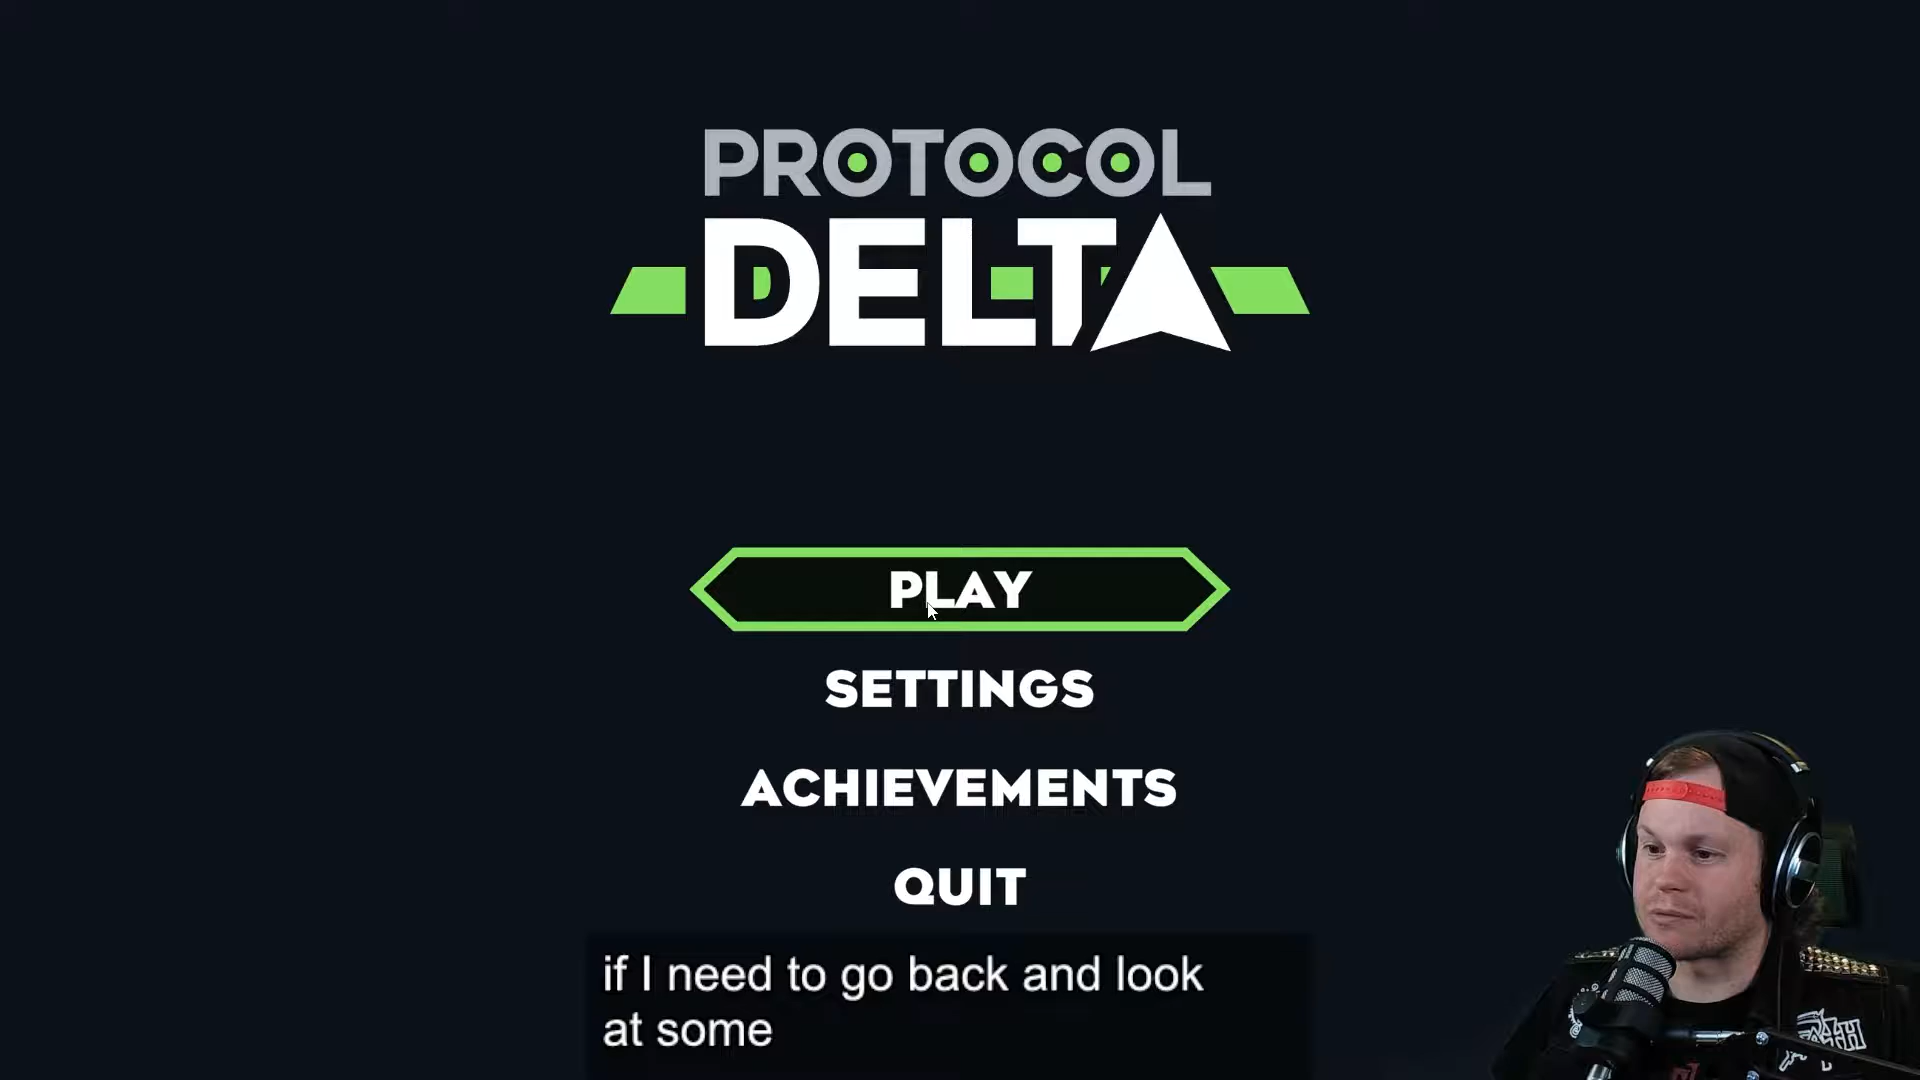 PROTOCOL
DELTA
PLAY
SETTINGS
ACHIEVEMENTS
QUIT
if I need to go back and look
at some